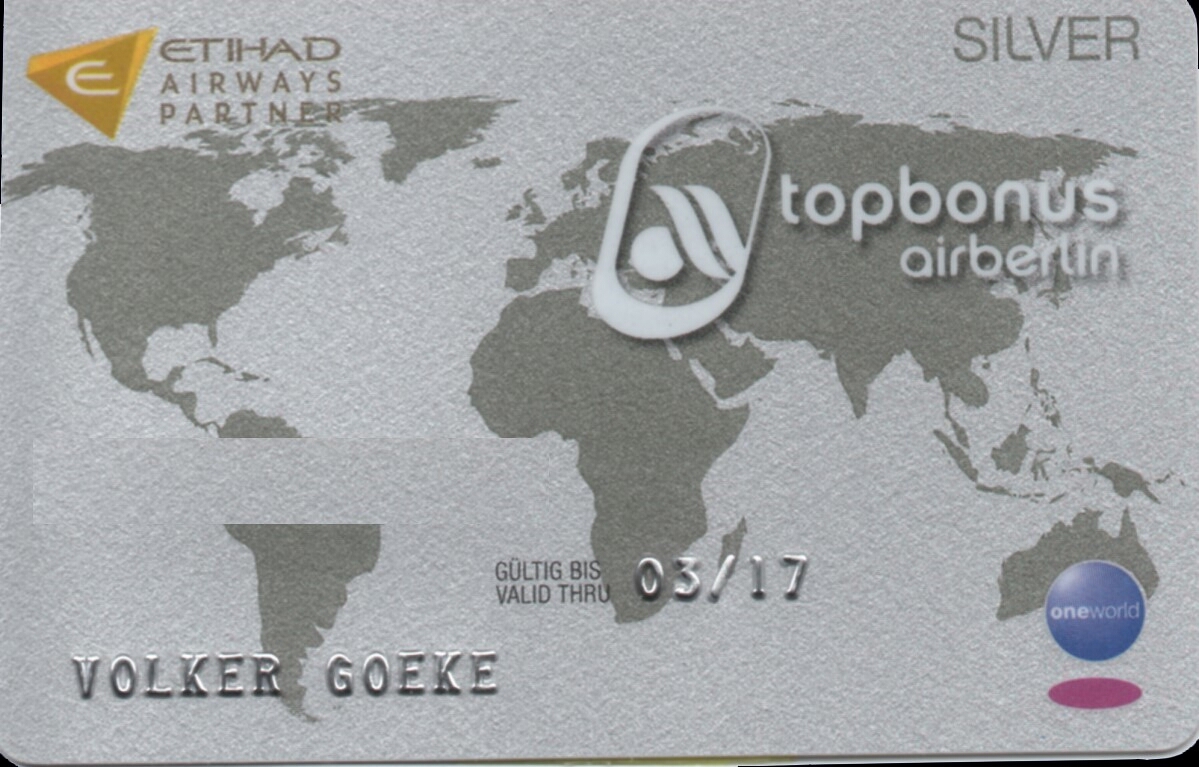 ETIHAD
AIRWAYS
PARTNER
SILVER
topbonus
airberlin
GÜLTIG BIS
VALID THRU
03/17
oneworld
VOLKER GOEKE